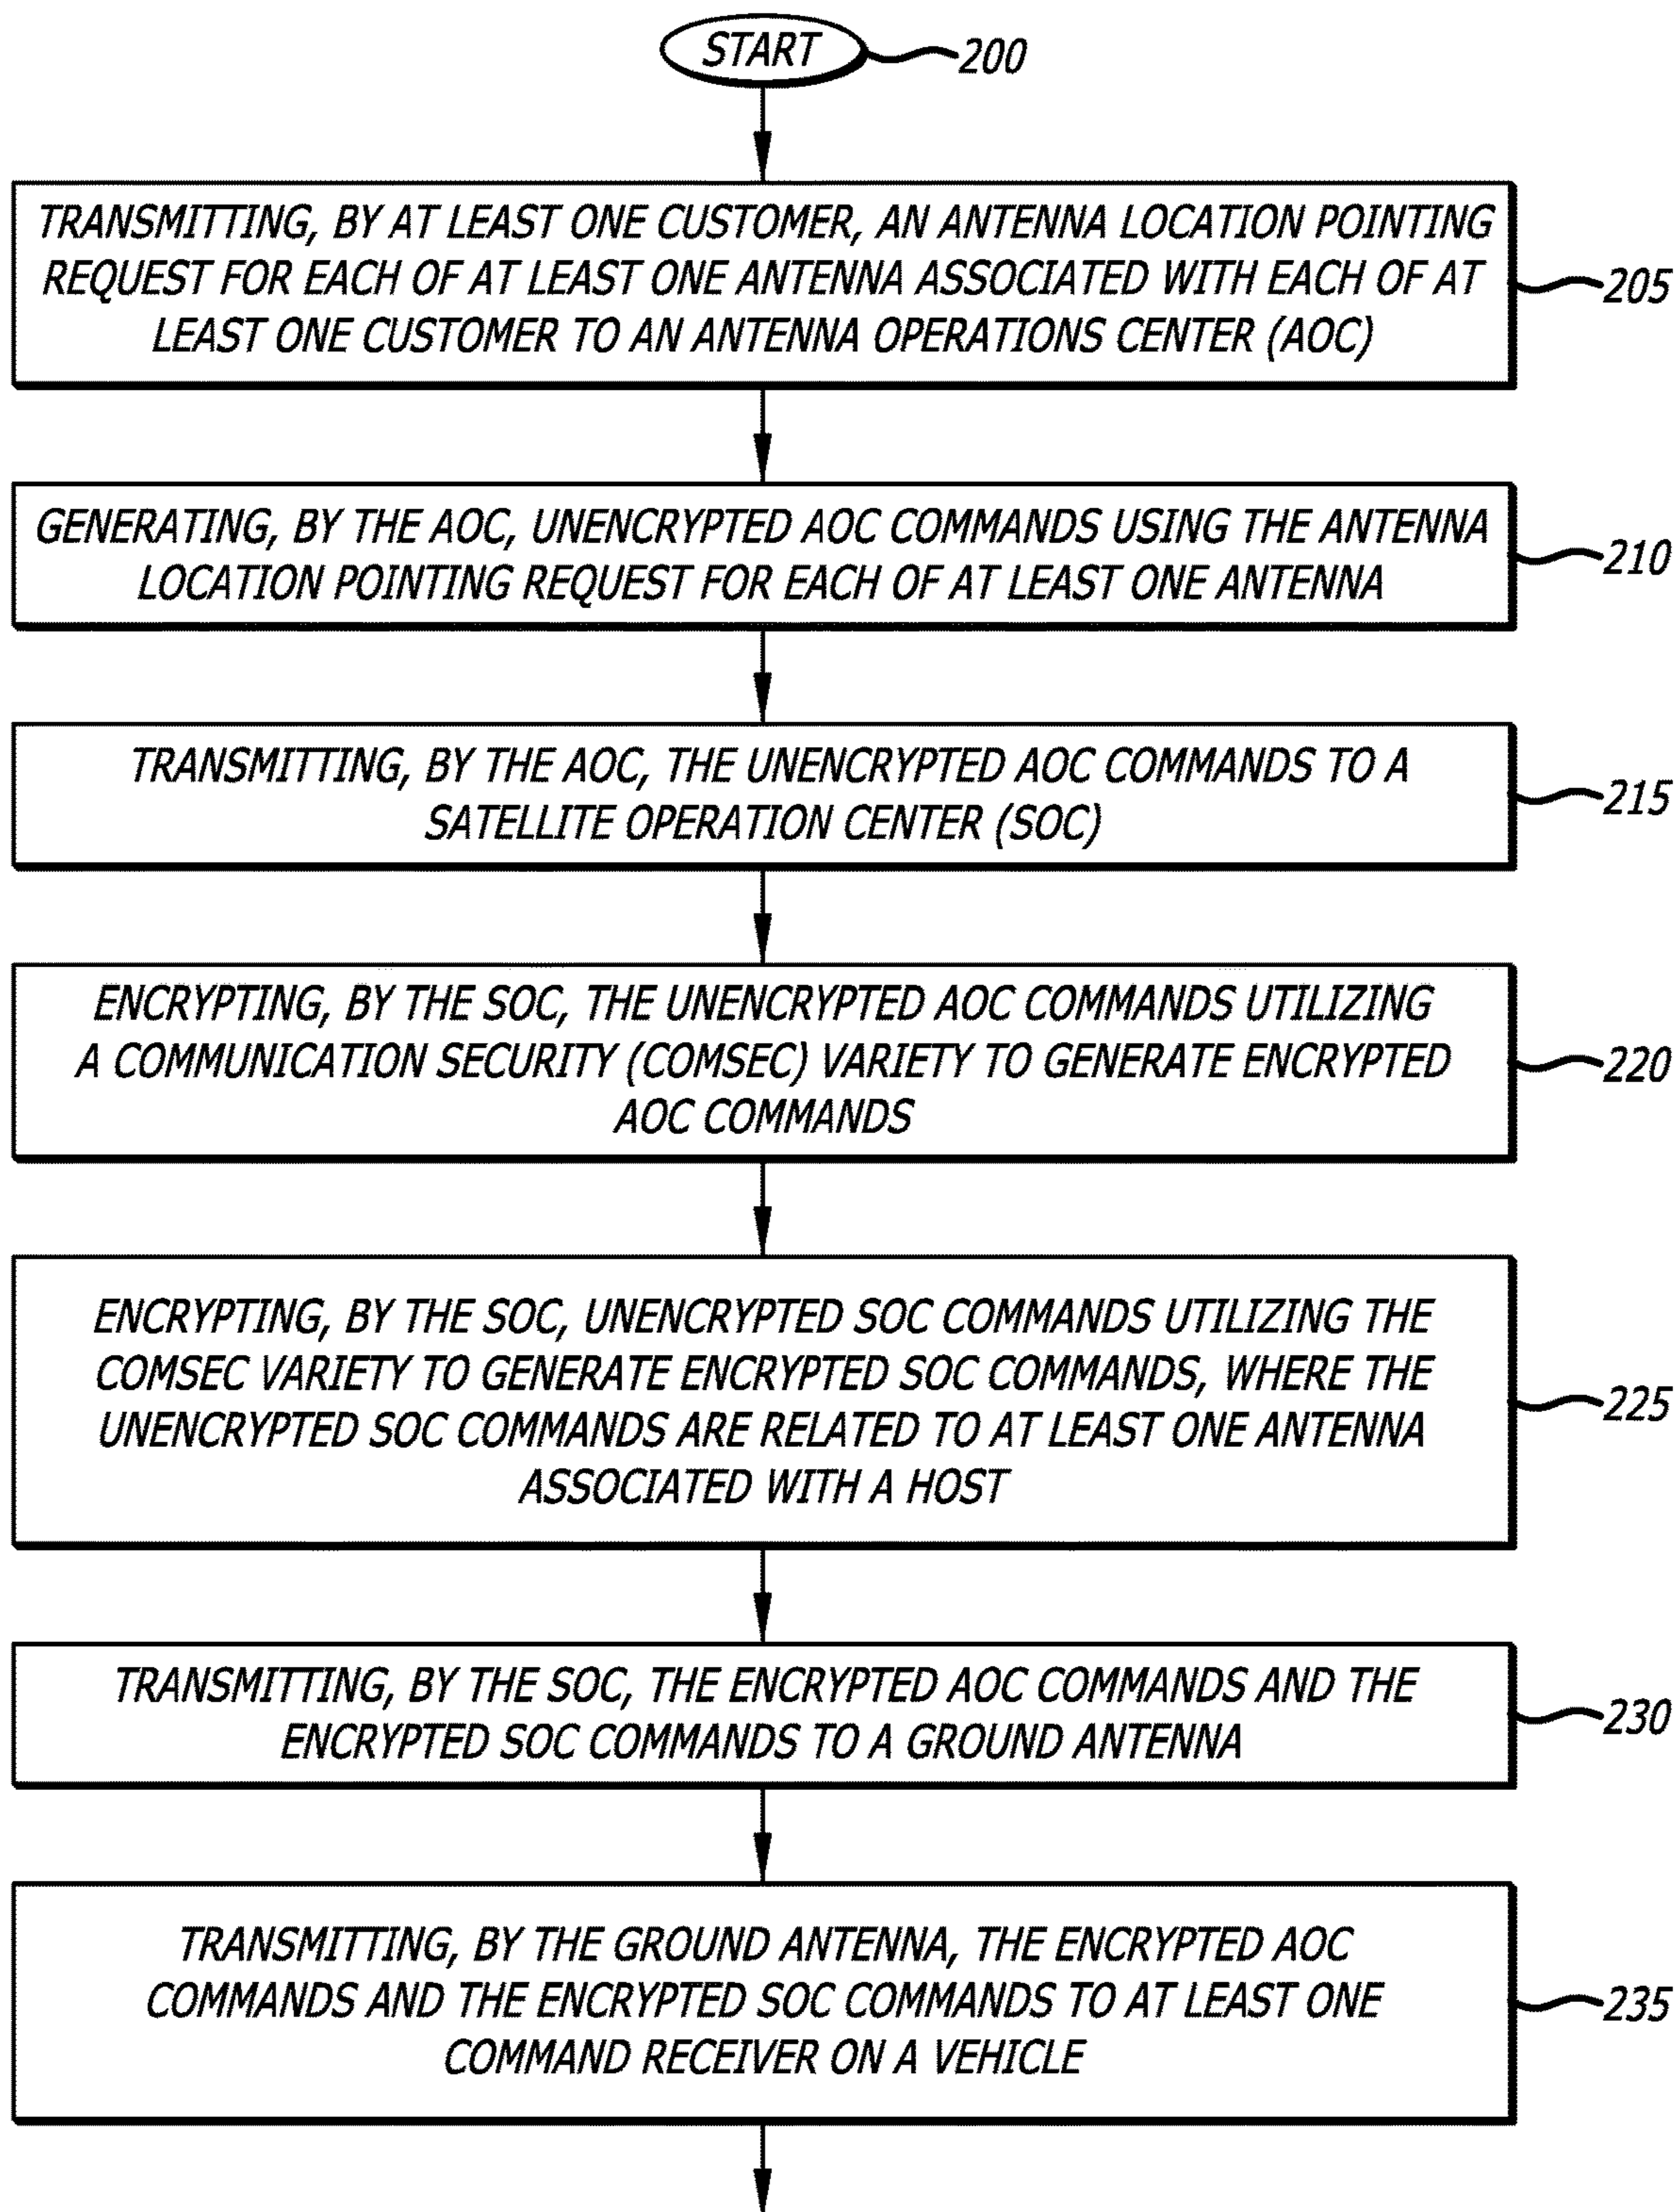 START
200
TRANSMITTING, BY AT LEAST ONE CUSTOMER, AN ANTENNA LOCATION POINTING
REQUEST FOR EACH OF AT LEAST ONE ANTENNA ASSOCIATED WITH EACH OF AT
LEAST ONE CUSTOMER TO AN ANTENNA OPERATIONS CENTER (AOC)
205
GENERATING, BY THE AOC, UNENCRYPTED AOC COMMANDS USING THE ANTENNA
LOCATION POINTING REQUEST FOR EACH OF AT LEAST ONE ANTENNA
210
TRANSMITTING, BY THE AOC, THE UNENCRYPTED AOC COMMANDS TO A
SATELLITE OPERATION CENTER (SOC)
215
ENCRYPTING, BY THE SOC, THE UNENCRYPTED AOC COMMANDS UTILIZING
A COMMUNICATION SECURITY (COMSEC) VARIETY TO GENERATE ENCRYPTED
AOC COMMANDS
220
ENCRYPTING, BY THE SOC, UNENCRYPTED SOC COMMANDS UTILIZING THE
COMSEC VARIETY TO GENERATE ENCRYPTED SOC COMMANDS, WHERE THE
UNENCRYPTED SOC COMMANDS ARE RELATED TO AT LEAST ONE ANTENNA
ASSOCIATED WITH A HOST
225
TRANSMITTING, BY THE SOC, THE ENCRYPTED AOC COMMANDS AND THE
ENCRYPTED SOC COMMANDS TO A GROUND ANTENNA
230
TRANSMITTING, BY THE GROUND ANTENNA, THE ENCRYPTED AOC
COMMANDS AND THE ENCRYPTED SOC COMMANDS TO AT LEAST ONE
COMMAND RECEIVER ON A VEHICLE
235